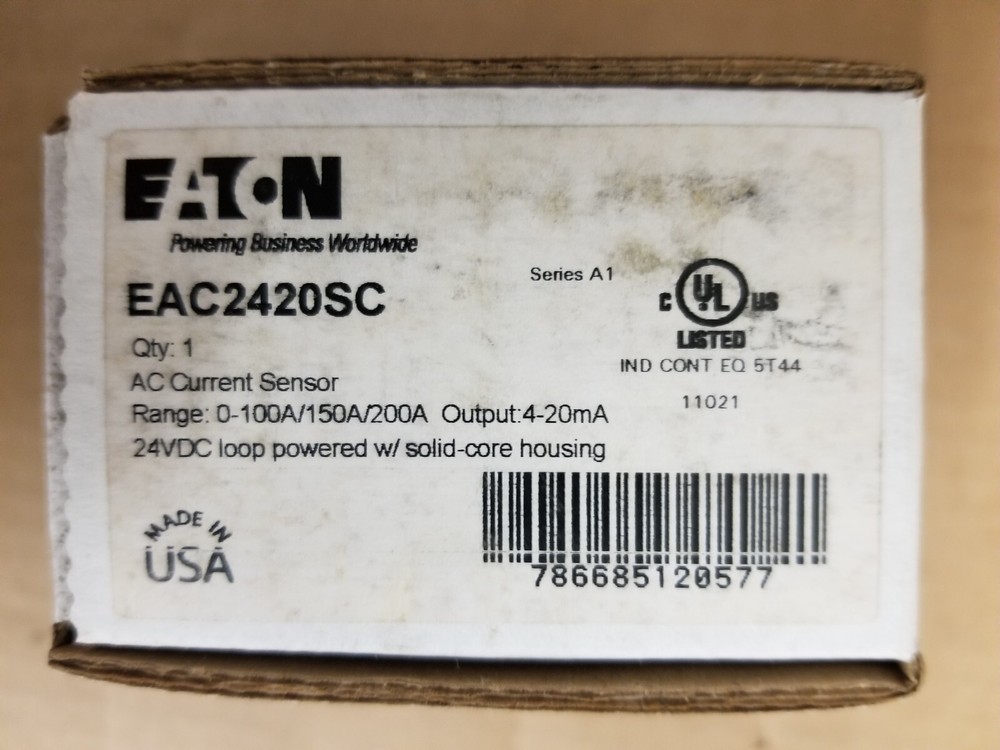 EATON
Powering Business Worldwide
EAC2420SC
Series A1
Qty: 1
AC Current Sensor
Range: 0-100A/150A/200A Output:4-20mA
24VDC loop powered w/ solid-core housing
C UL US
LISTED
IND CONT EQ 5T44
11021
MADE IN
USA
786685120577